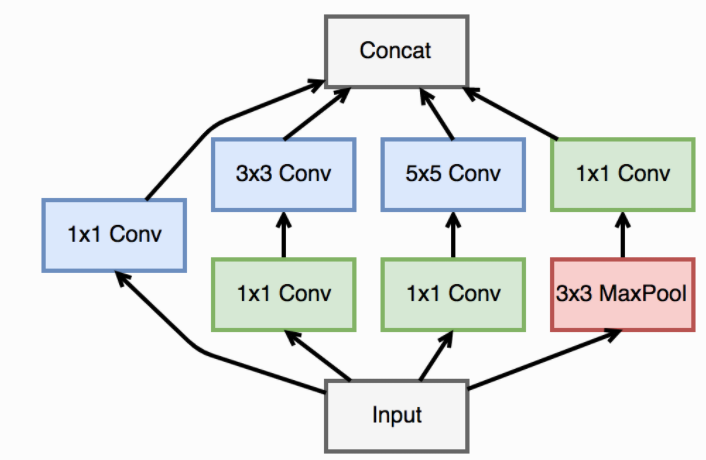 Concat
3x3 Conv
5x5 Conv
1x1 Conv
1x1 Conv
1x1 Conv
1x1 Conv
3x3 MaxPool
Input